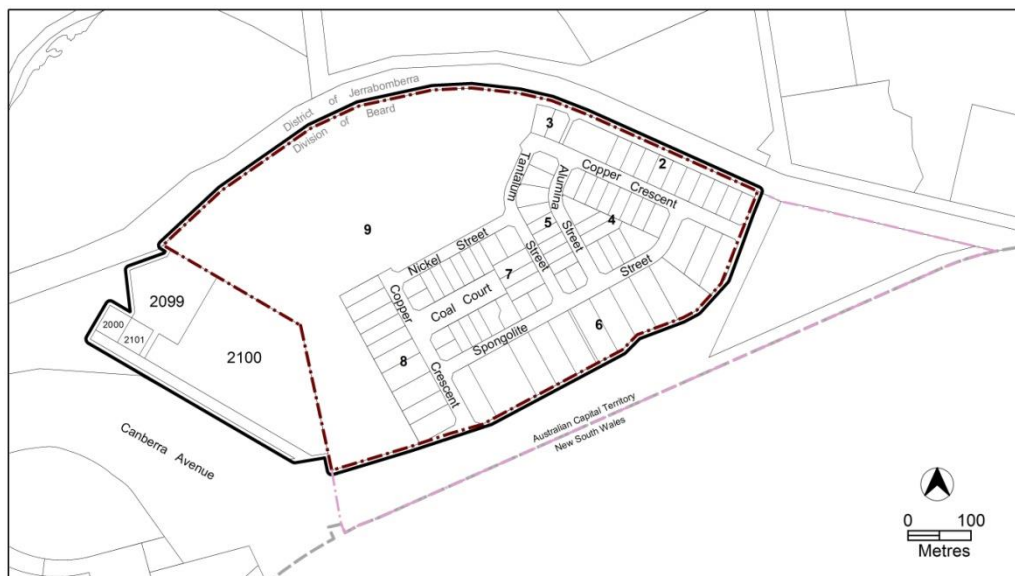 District of Jerrabomberra
Division of Beard
3
2
Copper Crescent
Tantalum Street
Alumina Street
4
5
9
Nickel Street
7
Coal Court
Copper Crescent
Spongolite Street
6
8
2099
2000
2101
2100
Canberra Avenue
Australian Capital Territory
New South Wales
0 100
Metres